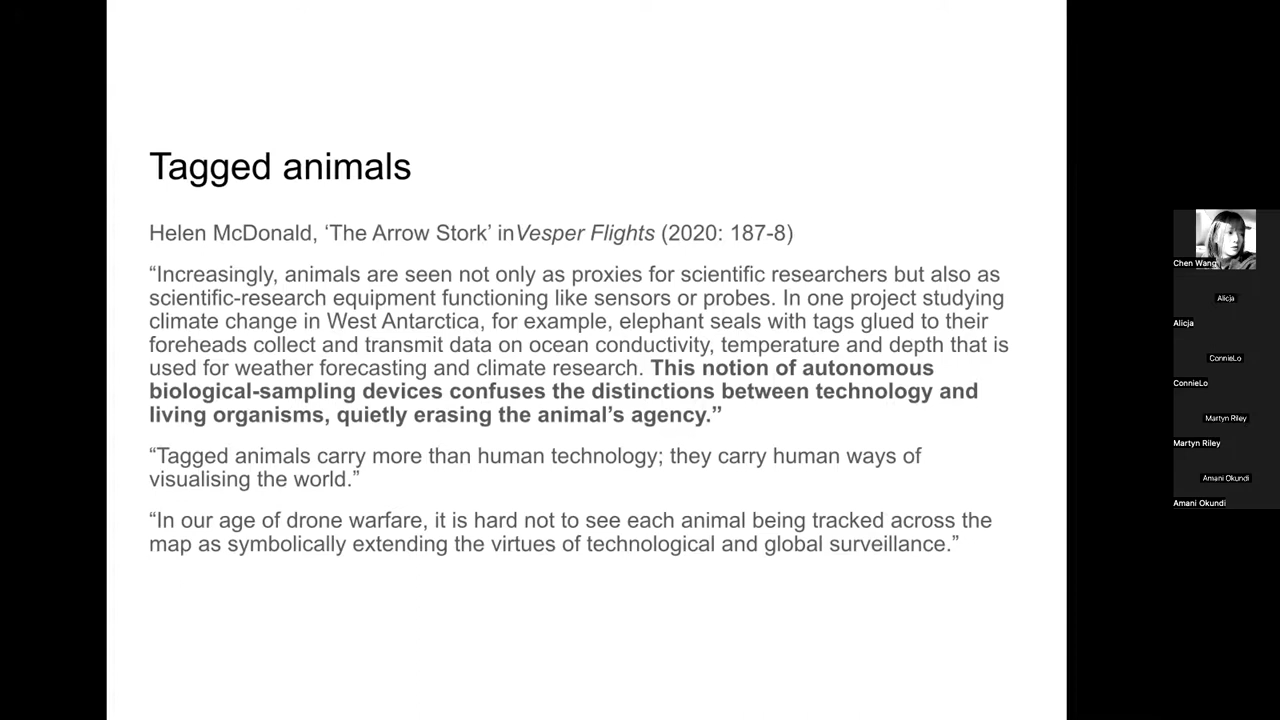 Tagged animals
Helen McDonald, ‘The Arrow Stork’ in Vesper Flights (2020: 187-8)
“Increasingly, animals are seen not only as proxies for scientific researchers but also as
scientific-research equipment functioning like sensors or probes. In one project studying
climate change in West Antarctica, for example, elephant seals with tags glued to their
foreheads collect and transmit data on ocean conductivity, temperature and depth that is
used for weather forecasting and climate research. This notion of autonomous
biological-sampling devices confuses the distinctions between technology and
living organisms, quietly erasing the animal’s agency.”
“Tagged animals carry more than human technology; they carry human ways of
visualising the world.”
“In our age of drone warfare, it is hard not to see each animal being tracked across the
map as symbolically extending the virtues of technological and global surveillance.”
Chen Wang
Alicja
Alicja
ConnieLo
ConnieLo
Martyn Riley
Martyn Riley
Amani Okundi
Amani Okundi